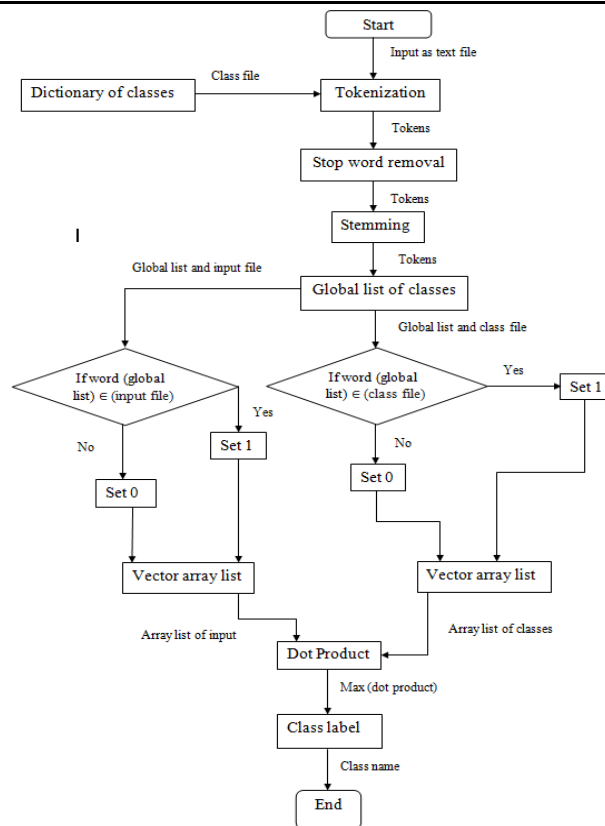 Start
Input as text file
Class file
Dictionary of classes
Tokenization
Tokens
Stop word removal
Tokens
Stemming
Tokens
Global list and input file
Global list of classes
Global list and class file
If word (global
list) ∈ (input file)
If word (global
list) ∈ (class file)
Yes
Set 1
Yes
No
Set 1
No
Set 0
Set 0
Vector array list
Vector array list
Array list of input
Array list of classes
Dot Product
Max (dot product)
Class label
Class name
End